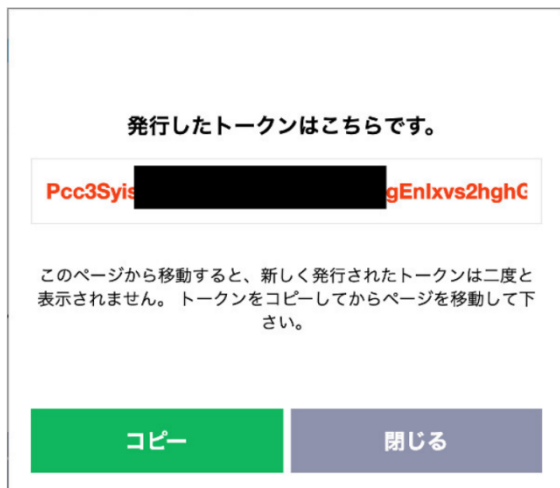 発行したトークンはこちらです。
Pcc3Syis gEnIxvs2hghG
このページから移動すると、新しく発行されたトークンは二度と
表示されません。 トークンをコピーしてからページを移動して下
さい。
コピー 閉じる